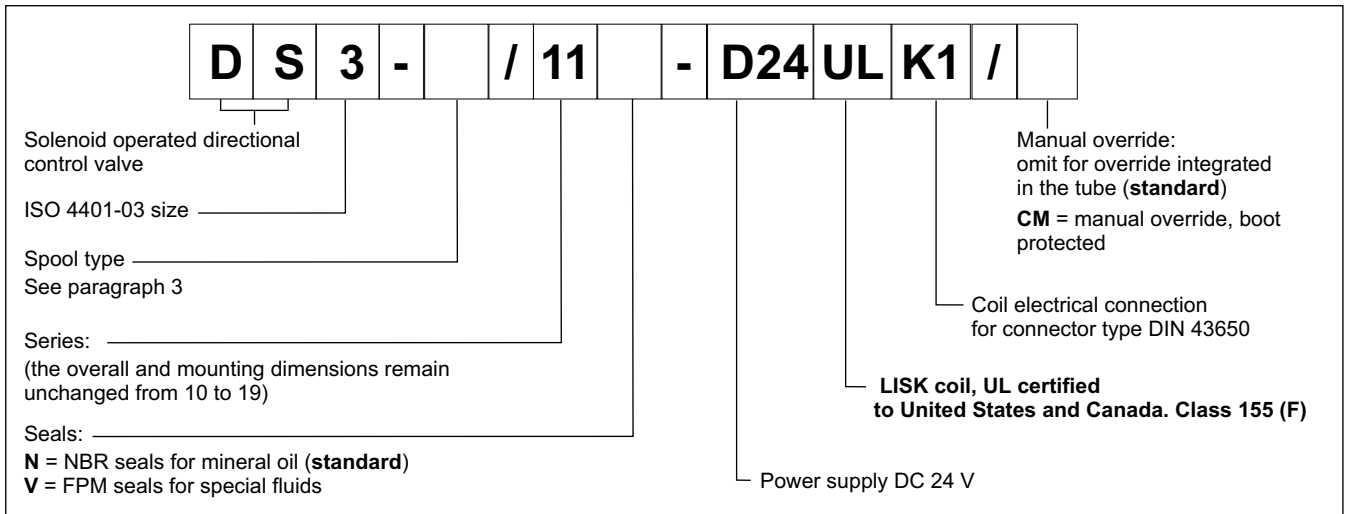 D S 3 - / 11 - D24 UL K1 /
Solenoid operated directional
control valve
ISO 4401-03 size
Spool type
See paragraph 3
Series:
(the overall and mounting dimensions remain
unchanged from 10 to 19)
Seals:
N = NBR seals for mineral oil (standard)
V = FPM seals for special fluids
Manual override:
omit for override integrated
in the tube (standard)
CM = manual override, boot
protected
Coil electrical connection
for connector type DIN 43650
LISK coil, UL certified
to United States and Canada. Class 155 (F)
Power supply DC 24 V